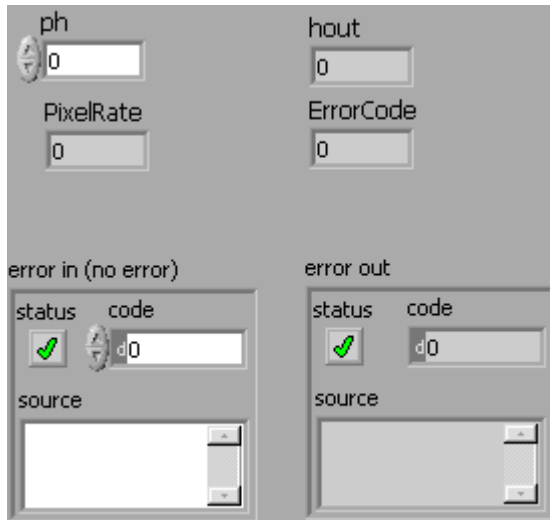 ph
hout
0
0
PixelRate
ErrorCode
0
0
error in (no error)
error out
status code
status code
d0
d0
source
source